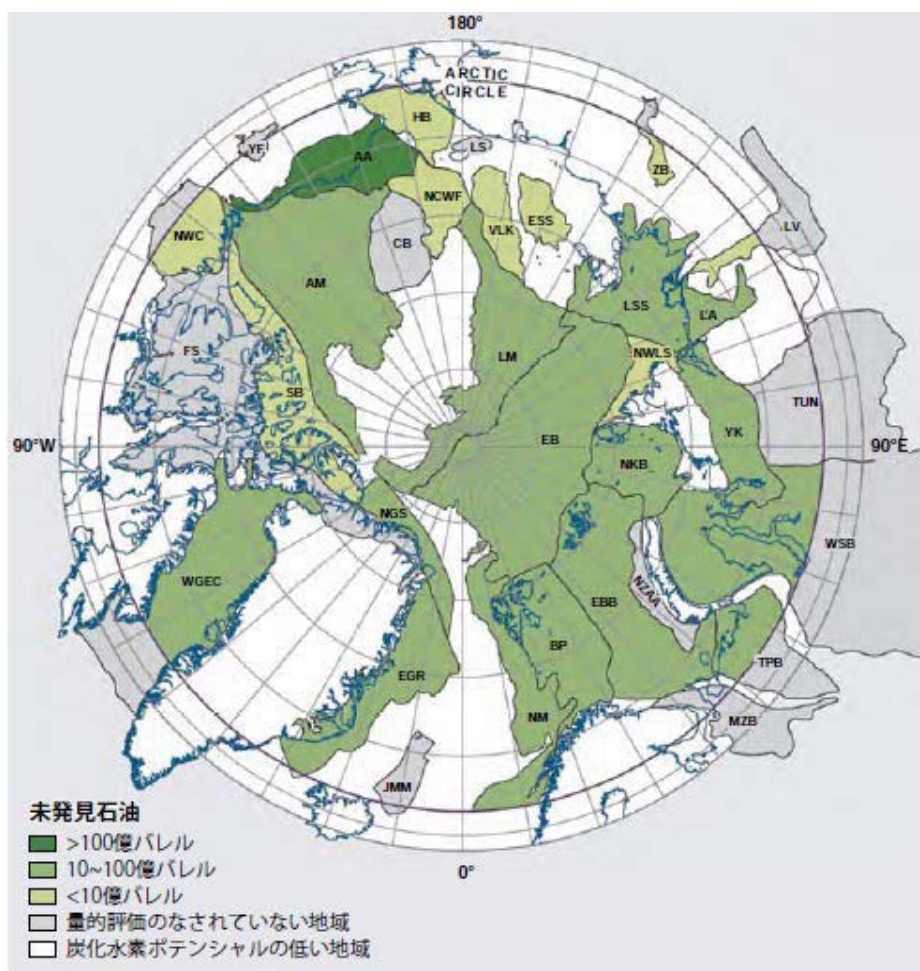 180°
ARCTIC
CIRCLE
HB
YF
AA
LS
ZB
NCWF
NWC
CB
VLK
ESS
LV
AM
LSS
LA
FS
LM
NWLS
SB
TUN
90°W
EB
YK
90°E
NKB
NGS
WSB
WGEC
NZAA
EBB
BP
TPB
EGR
NM
MZB
JMM
0°
未発見石油
>100億バレル
10~100億バレル
<10億バレル
量的評価のなされていない地域
炭化水素ポテンシャルの低い地域